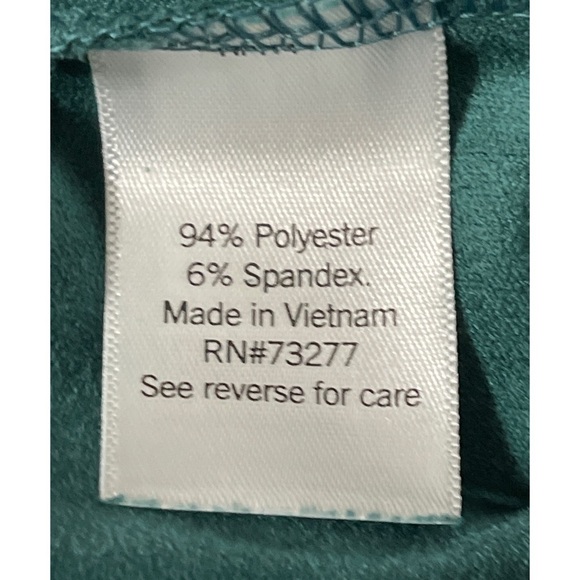 94% Polyester
6% Spandex.
Made in Vietnam
RN#73277
See reverse for care